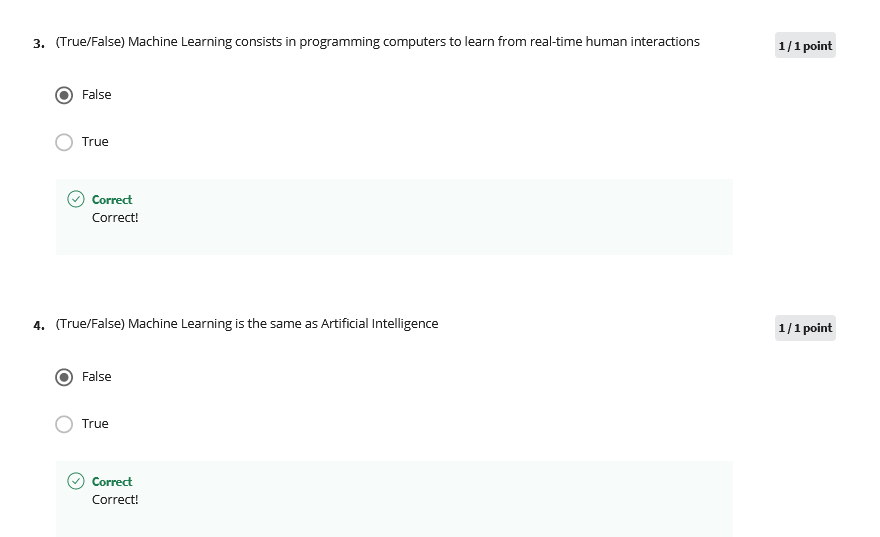 3. (True/False) Machine Learning consists in programming computers to learn from real-time human interactions
1 / 1 point
False
True
Correct
Correct!
4. (True/False) Machine Learning is the same as Artificial Intelligence
1 / 1 point
False
True
Correct
Correct!